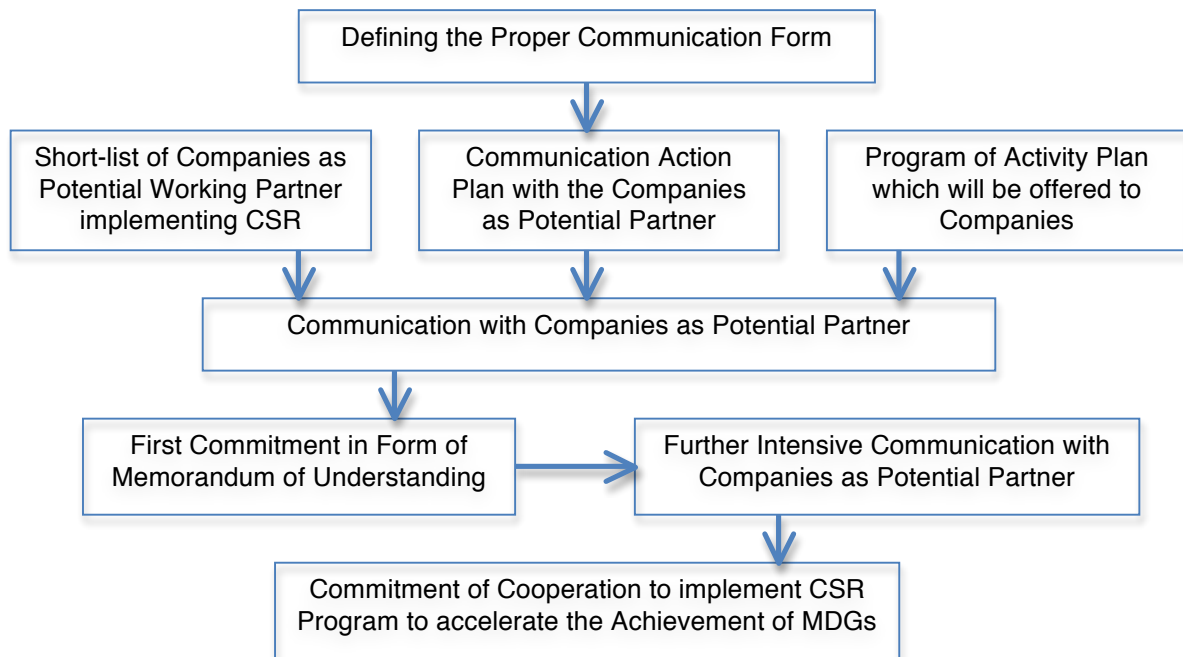 Defining the Proper Communication Form
Short-list of Companies as
Potential Working Partner
implementing CSR
Communication Action
Plan with the Companies
as Potential Partner
Program of Activity Plan
which will be offered to
Companies
Communication with Companies as Potential Partner
First Commitment in Form of
Memorandum of Understanding
Further Intensive Communication with
Companies as Potential Partner
Commitment of Cooperation to implement CSR
Program to accelerate the Achievement of MDGs